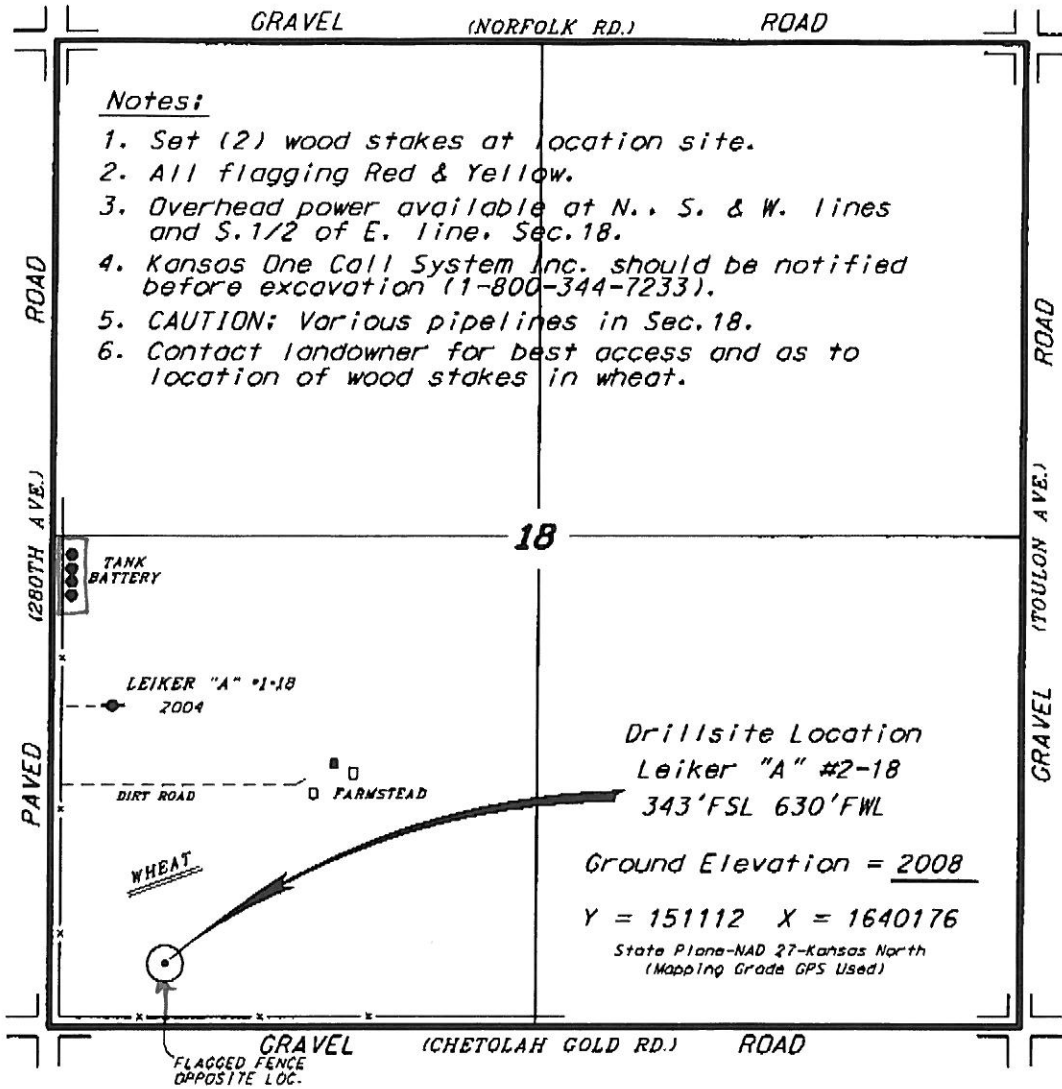 GRAVEL (NORFOLK RD.) ROAD
Notes:
1. Set (2) wood stakes at location site.
2. All flagging Red & Yellow.
3. Overhead power available at N., S. & W. lines
and S.1/2 of E. line, Sec.18.
4. Kansas One Call System Inc. should be notified
before excavation (1-800-344-7233).
5. CAUTION: Various pipelines in Sec.18.
6. Contact landowner for best access and as to
location of wood stakes in wheat.
PAVED (280TH AVE.) ROAD
GRAVEL (TOULON AVE.) ROAD
18
TANK
BATTERY
LEIKER "A" #1-18
2004
DIRT ROAD
FARMSTEAD
WHEAT
Drillsite Location
Leiker "A" #2-18
343'FSL 630'FWL
Ground Elevation = 2008
Y = 151112 X = 1640176
State Plane-NAD 27-Kansas North
(Mapping Grade GPS Used)
GRAVEL (CHETOLAH GOLD RD.) ROAD
FLAGGED FENCE
OPPOSITE LOC.